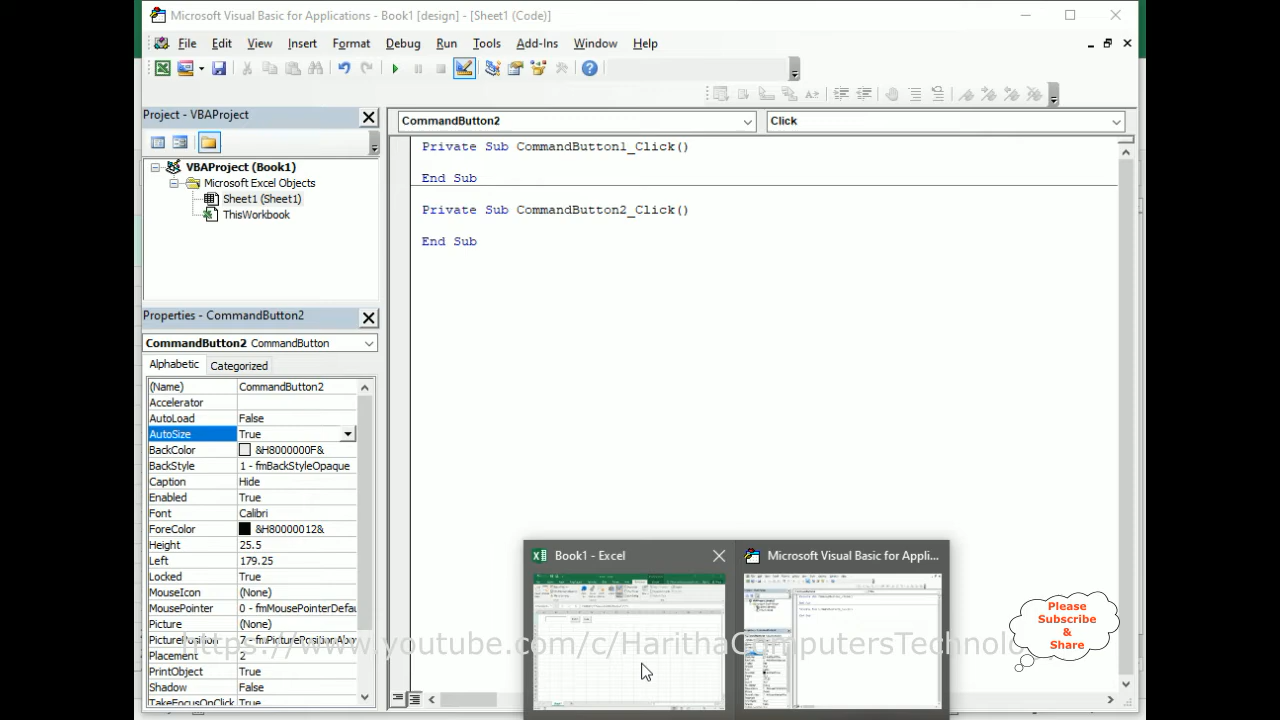 Microsoft Visual Basic for Applications - Book1 [design] - [Sheet1 (Code)]
File Edit View Insert Format Debug Run Tools Add-Ins Window Help
Project - VBAProject
VBAProject (Book1)
Microsoft Excel Objects
Sheet1 (Sheet1)
ThisWorkbook
CommandButton2 Click
Private Sub CommandButton1_Click()
End Sub
Private Sub CommandButton2_Click()
End Sub
Properties - CommandButton2
CommandButton2 CommandButton
Alphabetic Categorized
(Name) CommandButton2
Accelerator
AutoLoad False
AutoSize True
BackColor &H8000000F&
BackStyle 1 - fmBackStyleOpaque
Caption Hide
Enabled True
Font Calibri
ForeColor &H80000012&
Height 25.5
Left 179.25
Locked True
MouseIcon (None)
MousePointer 0 - fmMousePointerDefau
Picture (None)
PicturePosition 7 - fmPicturePositionAbov
Placement 2
PrintObject True
Shadow False
TakeFocusOnClick True
Book1 - Excel
Microsoft Visual Basic for Appli...
https://www.youtube.com/c/HarithaComputersTechnolo
Please
Subscribe
&
Share